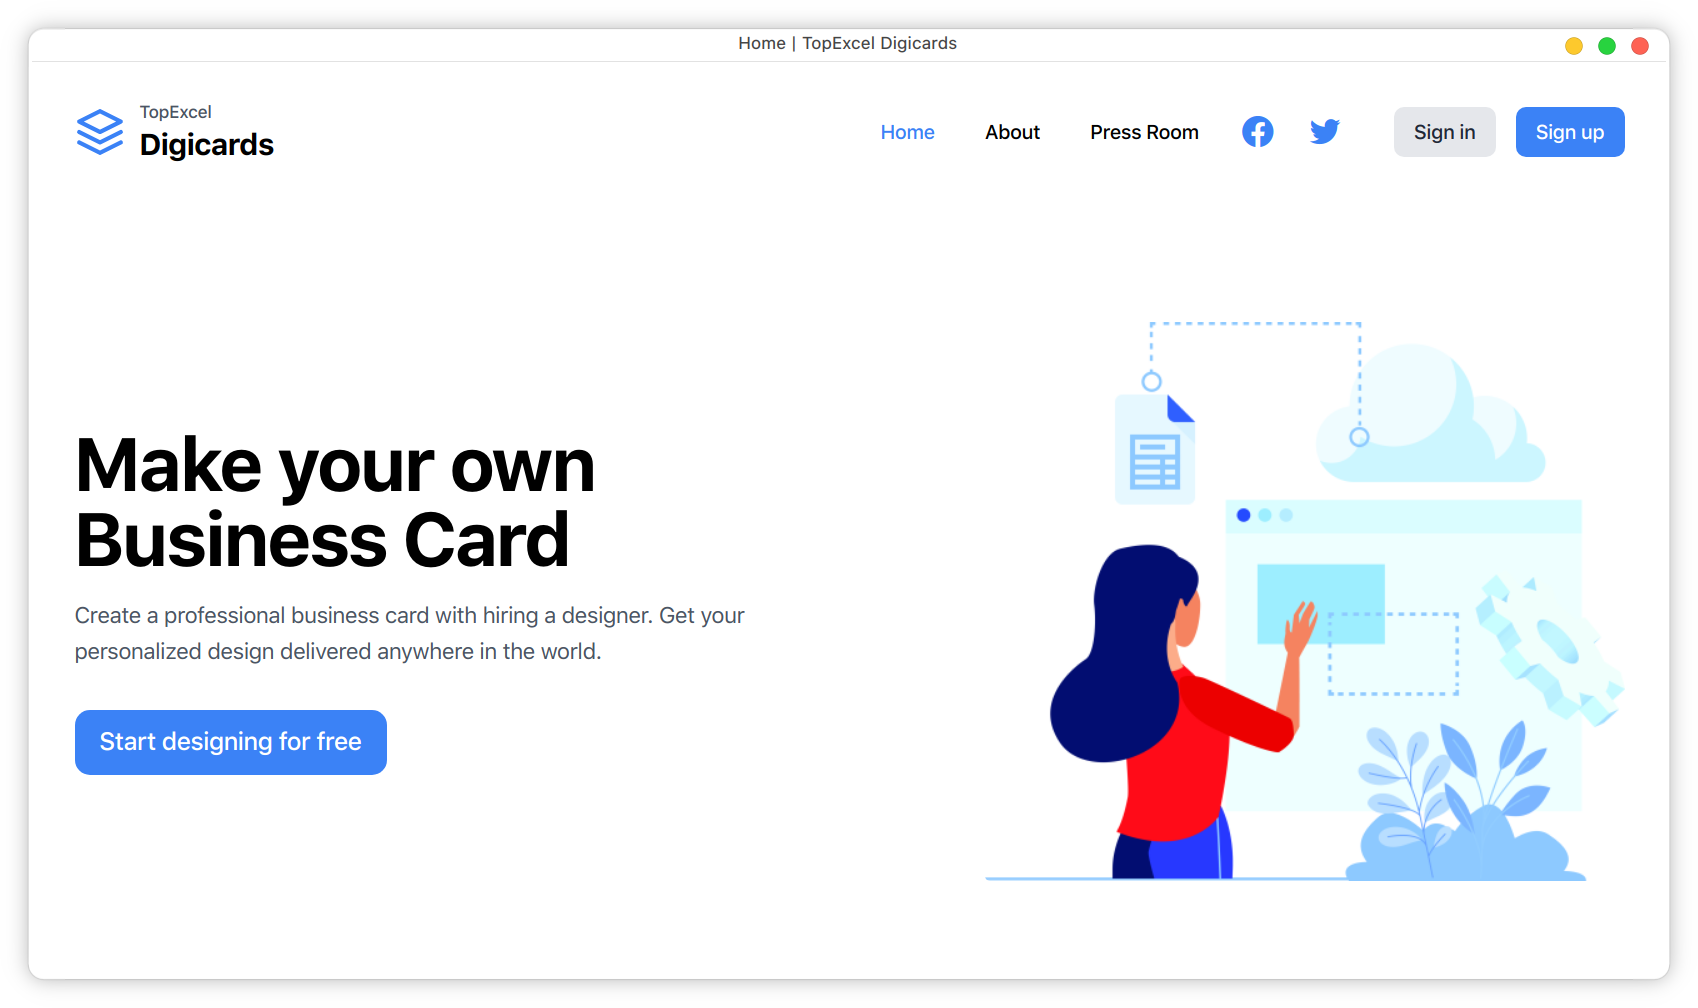 Home | TopExcel Digicards
TopExcel
Digicards
Home
About
Press Room
Sign in
Sign up
Make your own
Business Card
Create a professional business card with hiring a designer. Get your
personalized design delivered anywhere in the world.
Start designing for free